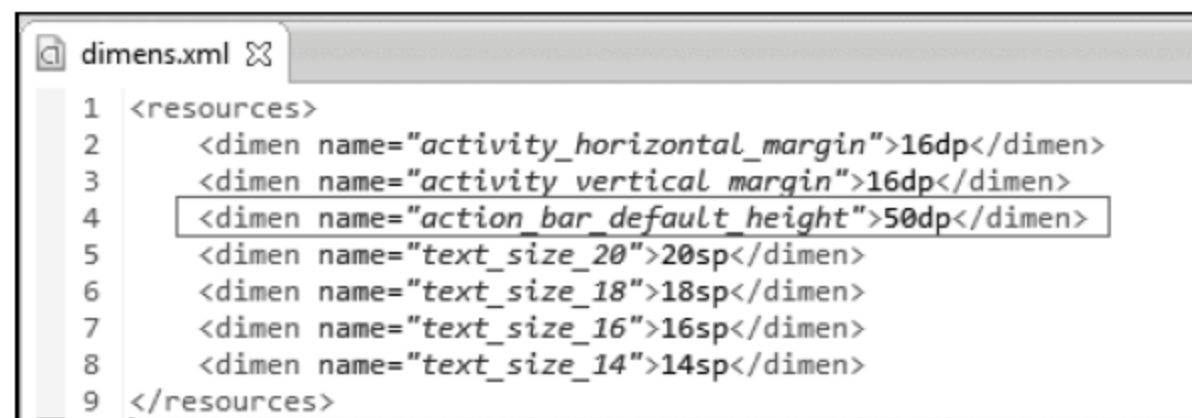 dimens.xml
1 <resources>
2 <dimen name="activity_horizontal_margin">16dp</dimen>
3 <dimen name="activity_vertical_margin">16dp</dimen>
4 <dimen name="action_bar_default_height">50dp</dimen>
5 <dimen name="text_size_20">20sp</dimen>
6 <dimen name="text_size_18">18sp</dimen>
7 <dimen name="text_size_16">16sp</dimen>
8 <dimen name="text_size_14">14sp</dimen>
9 </resources>